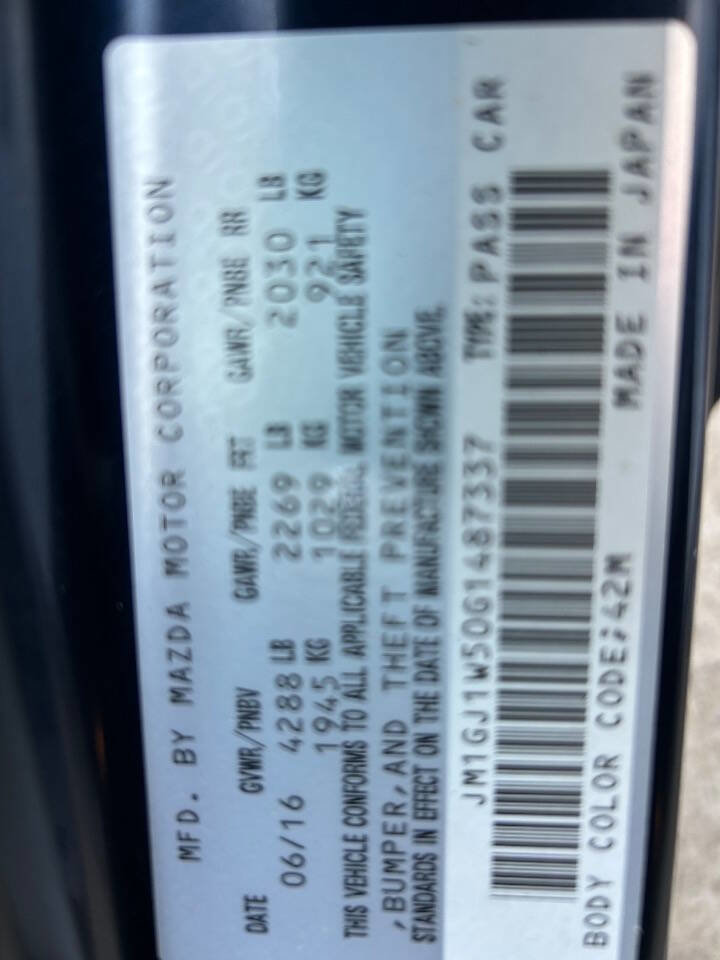 MFD. BY MAZDA MOTOR CORPORATION
DATE GVWR/PNBV GAWR/PNBE FRT GAWR/PNBE RR
06/16 4288 LB 2269 LB 2030 LB
1945 KG 1029 KG 921 KG
THIS VEHICLE CONFORMS TO ALL APPLICABLE FEDERAL MOTOR VEHICLE SAFETY
,BUMPER,AND THEFT PREVENTION
STANDARDS IN EFFECT ON THE DATE OF MANUFACTURE SHOWN ABOVE.
JM1GJ1W50G1487337 TYPE: PASS CAR
BODY COLOR CODE:42M MADE IN JAPAN